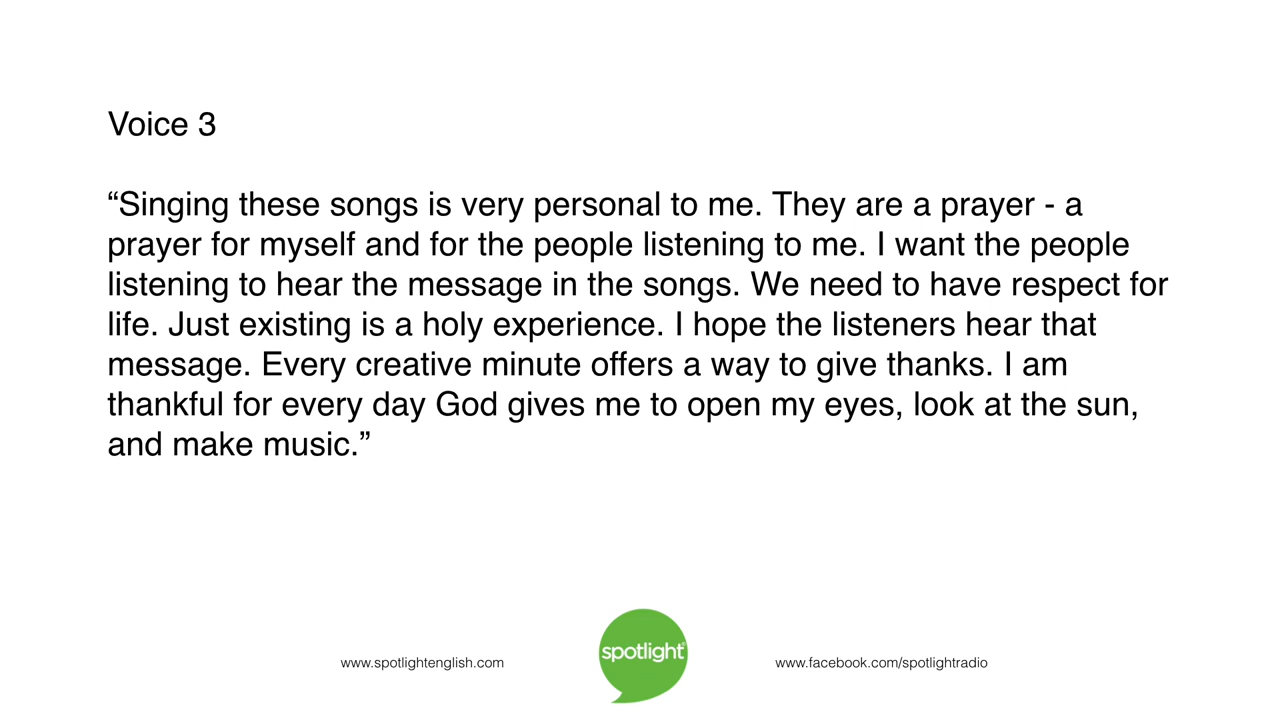 Voice 3
“Singing these songs is very personal to me. They are a prayer - a
prayer for myself and for the people listening to me. I want the people
listening to hear the message in the songs. We need to have respect for
life. Just existing is a holy experience. I hope the listeners hear that
message. Every creative minute offers a way to give thanks. I am
thankful for every day God gives me to open my eyes, look at the sun,
and make music.”
www.spotlightenglish.com
spotlight®
www.facebook.com/spotlightradio